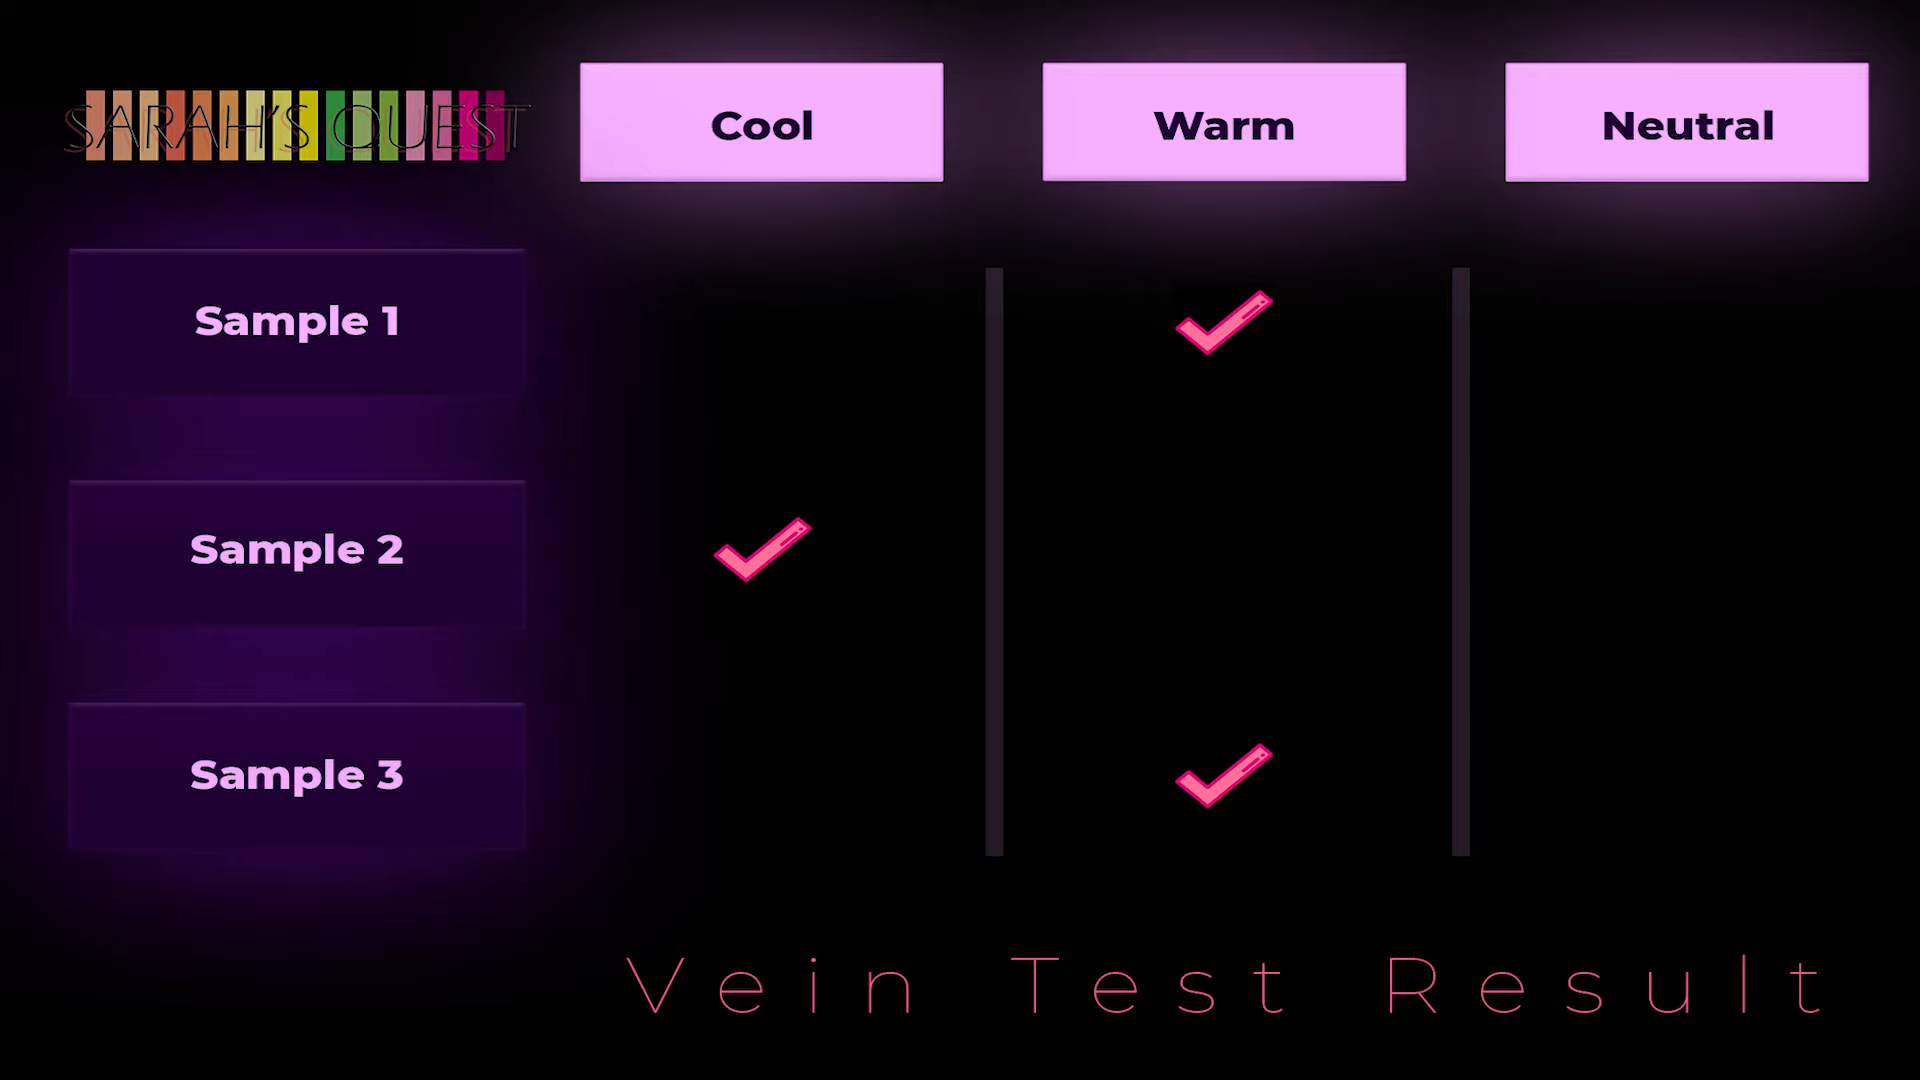 SARAH'S QUEST
Cool
Warm
Neutral
Sample 1
Sample 2
Sample 3
Vein Test Result